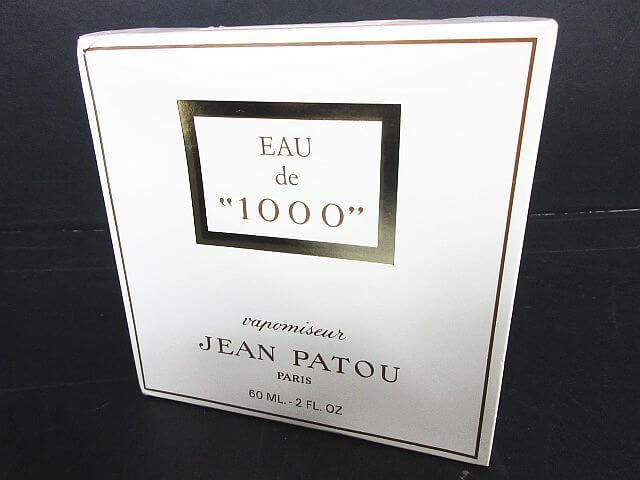 EAU
de
“1000”
vapomiseur
JEAN PATOU
PARIS
60 ML. - 2 FL. OZ